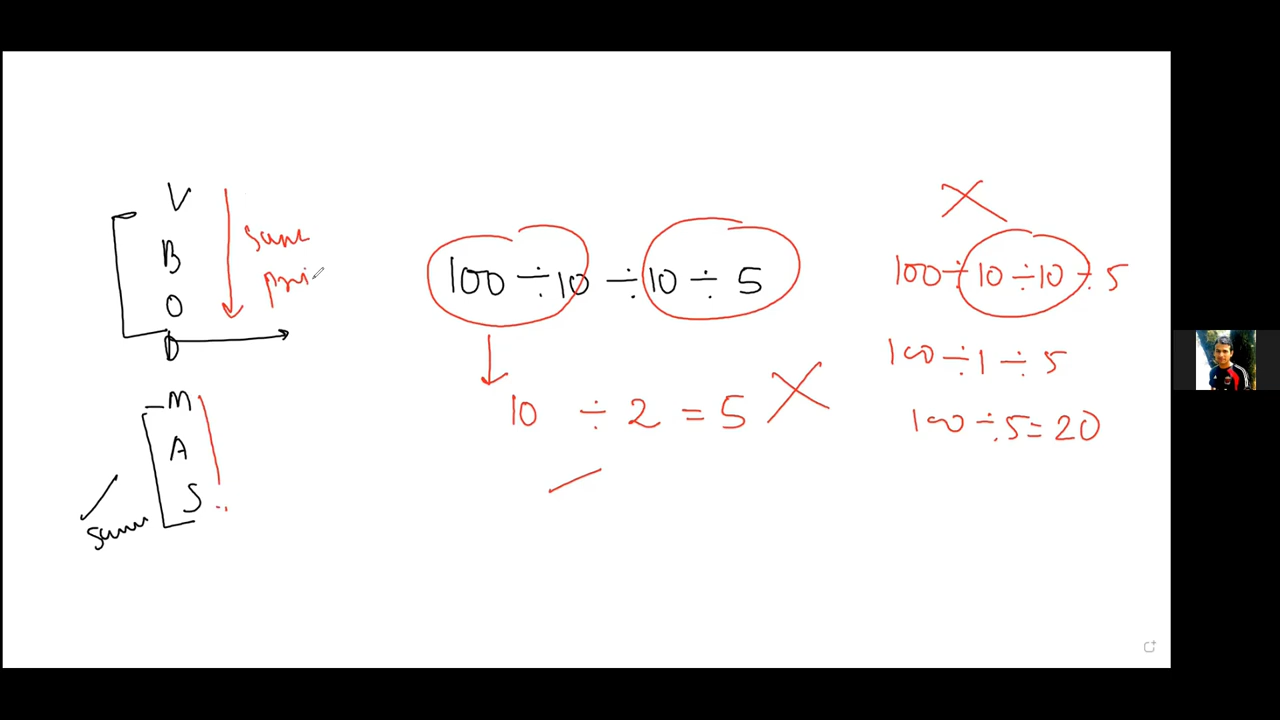 V
B
O
D
M
A
S
same
same
100 ÷ 10 ÷ 10 ÷ 5
10 ÷ 2 = 5
100 ÷ 10 ÷ 10 ÷ 5
100 ÷ 1 ÷ 5
100 ÷ 5 = 20